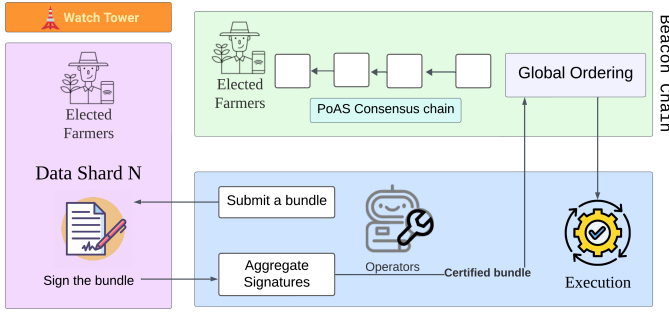 Watch Tower
Elected
Farmers
Data Shard N
Sign the bundle
Elected
Farmers
PoAS Consensus chain
Global Ordering
Beacon Chain
Submit a bundle
Aggregate
Signatures
Operators
Certified bundle
Execution